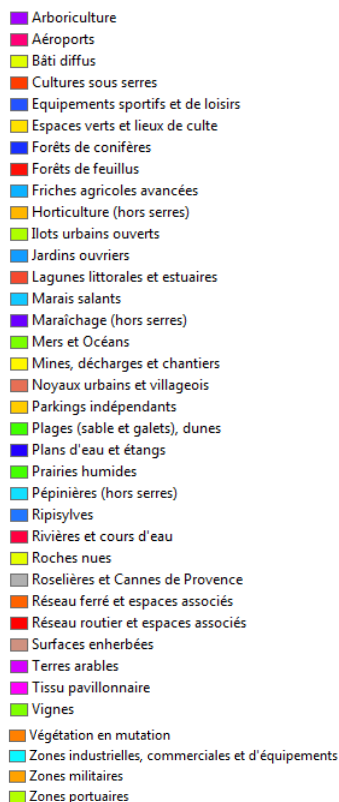 Arboriculture
Aéroports
Bâti diffus
Cultures sous serres
Equipements sportifs et de loisirs
Espaces verts et lieux de culte
Forêts de conifères
Forêts de feuillus
Friches agricoles avancées
Horticulture (hors serres)
Ilots urbains ouverts
Jardins ouvriers
Lagunes littorales et estuaires
Marais salants
Maraîchage (hors serres)
Mers et Océans
Mines, décharges et chantiers
Noyaux urbains et villageois
Parkings indépendants
Plages (sable et galets), dunes
Plans d'eau et étangs
Prairies humides
Pépinières (hors serres)
Ripisylves
Rivières et cours d'eau
Roches nues
Roselières et Cannes de Provence
Réseau ferré et espaces associés
Réseau routier et espaces associés
Surfaces enherbées
Terres arables
Tissu pavillonnaire
Vignes
Végétation en mutation
Zones industrielles, commerciales et d'équipements
Zones militaires
Zones portuaires